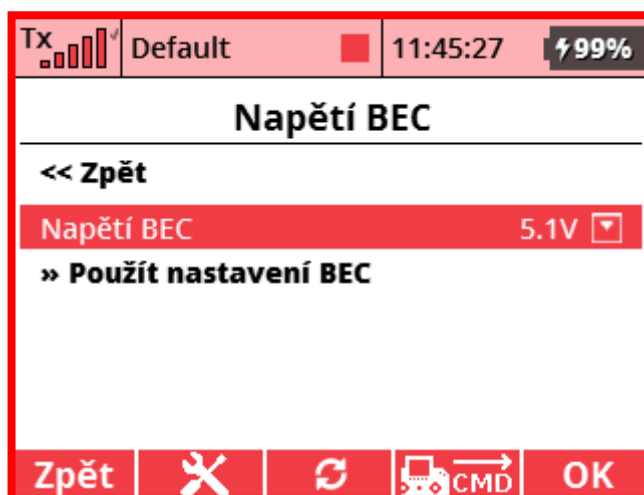 Tx Default 11:45:27 99%
Napětí BEC
<< Zpět
Napětí BEC 5.1V
» Použít nastavení BEC
Zpět CMD OK